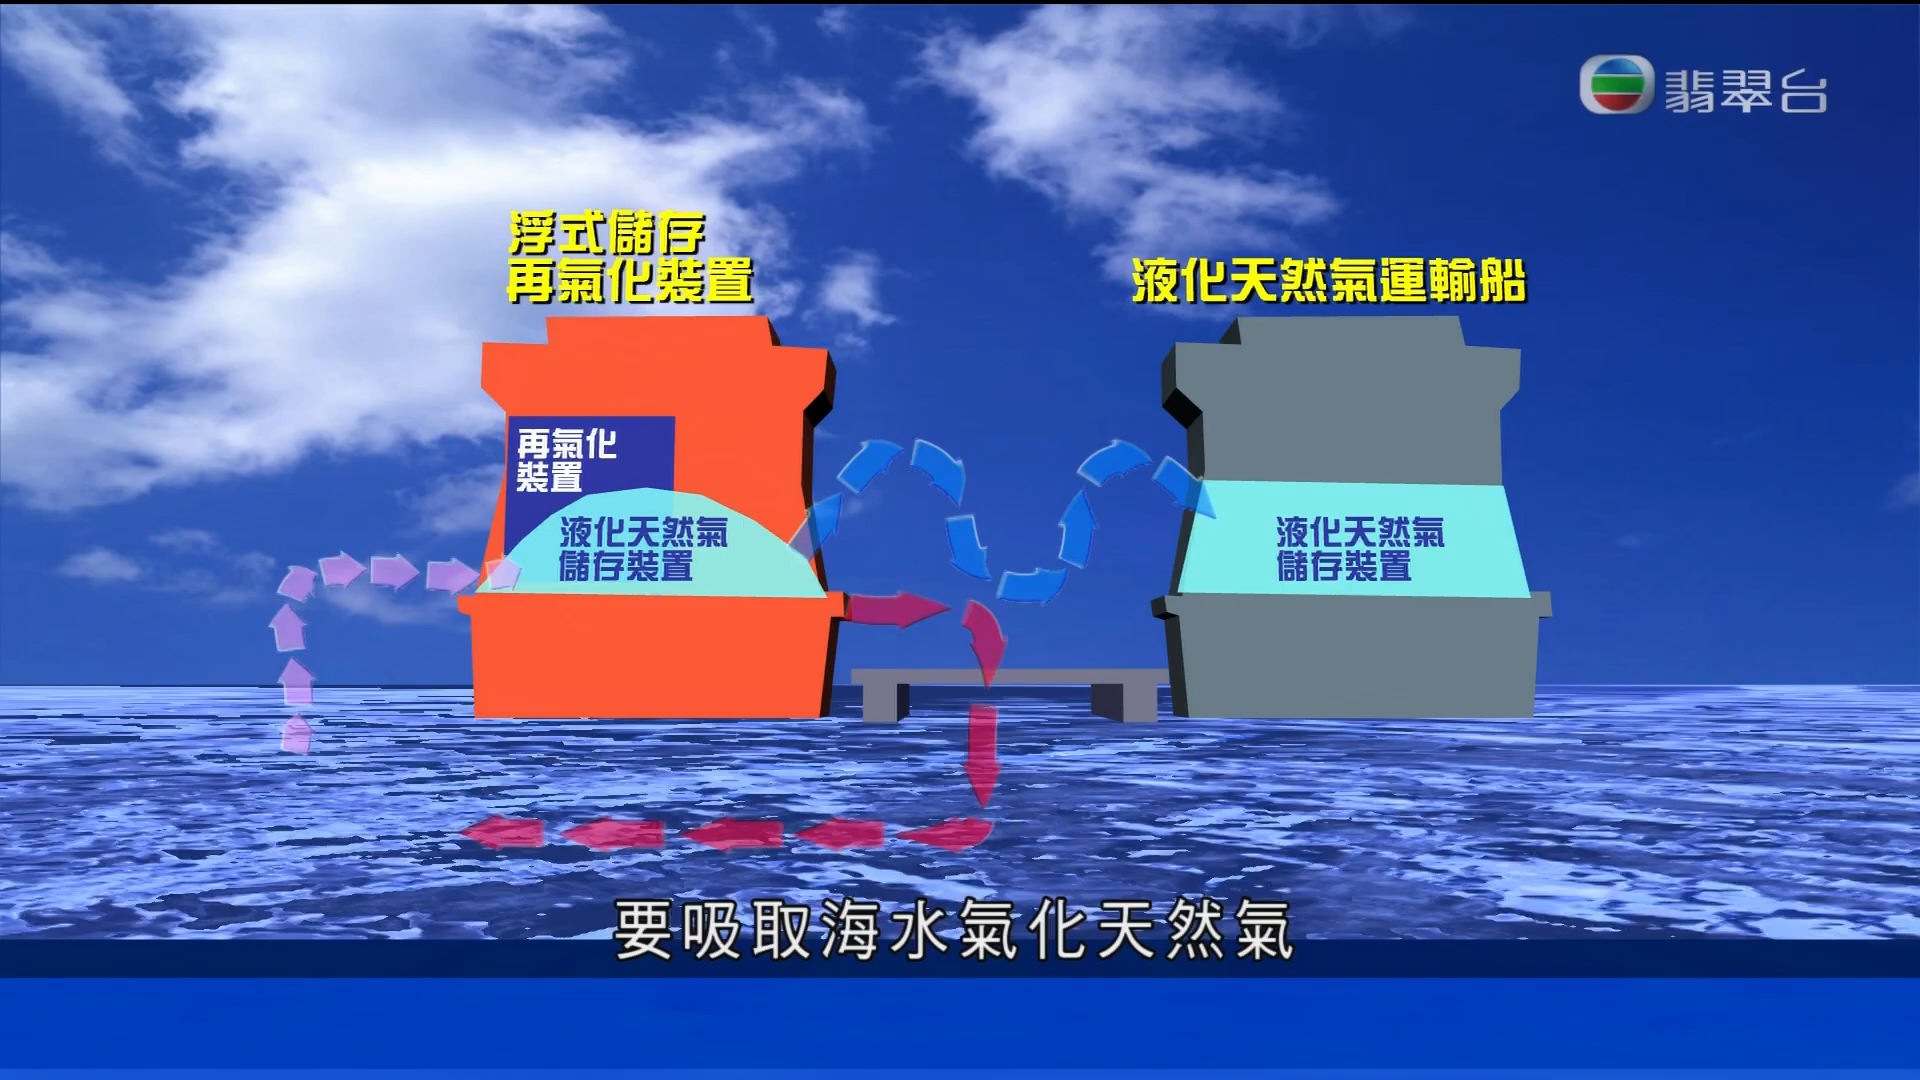 翡翠台
浮式儲存
再氣化裝置
液化天然氣運輸船
再氣化
裝置
液化天然氣
儲存裝置
液化天然氣
儲存裝置
要吸取海水氣化天然氣